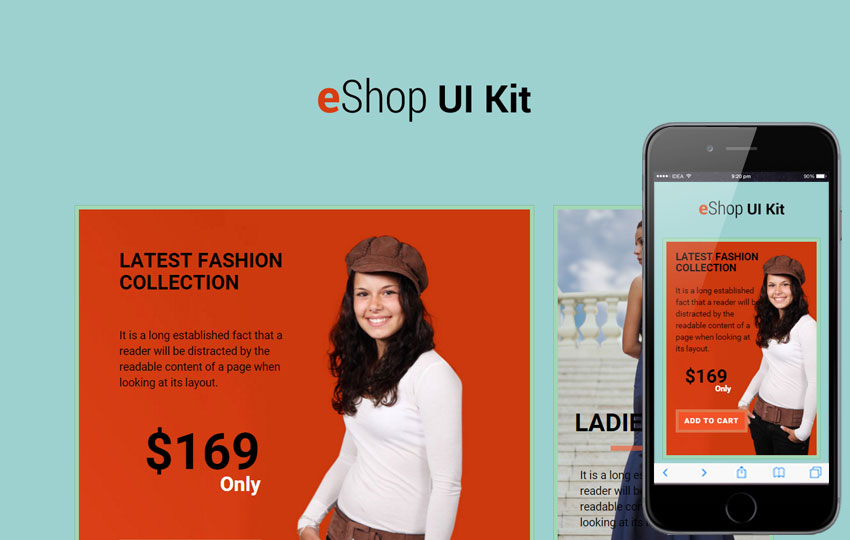 eShop UI Kit
LATEST FASHION
COLLECTION
It is a long established fact that a
reader will be distracted by the
readable content of a page when
looking at its layout.
$169
Only
LADIE
It is a long es
reader will b
readable co
looking at its
IDEA
9:20 pm
90%
eShop UI Kit
LATEST FASHION
COLLECTION
It is a long established
fact that a reader will be
distracted by the
readable content of a
page when looking at
its layout.
$169
Only
ADD TO CART